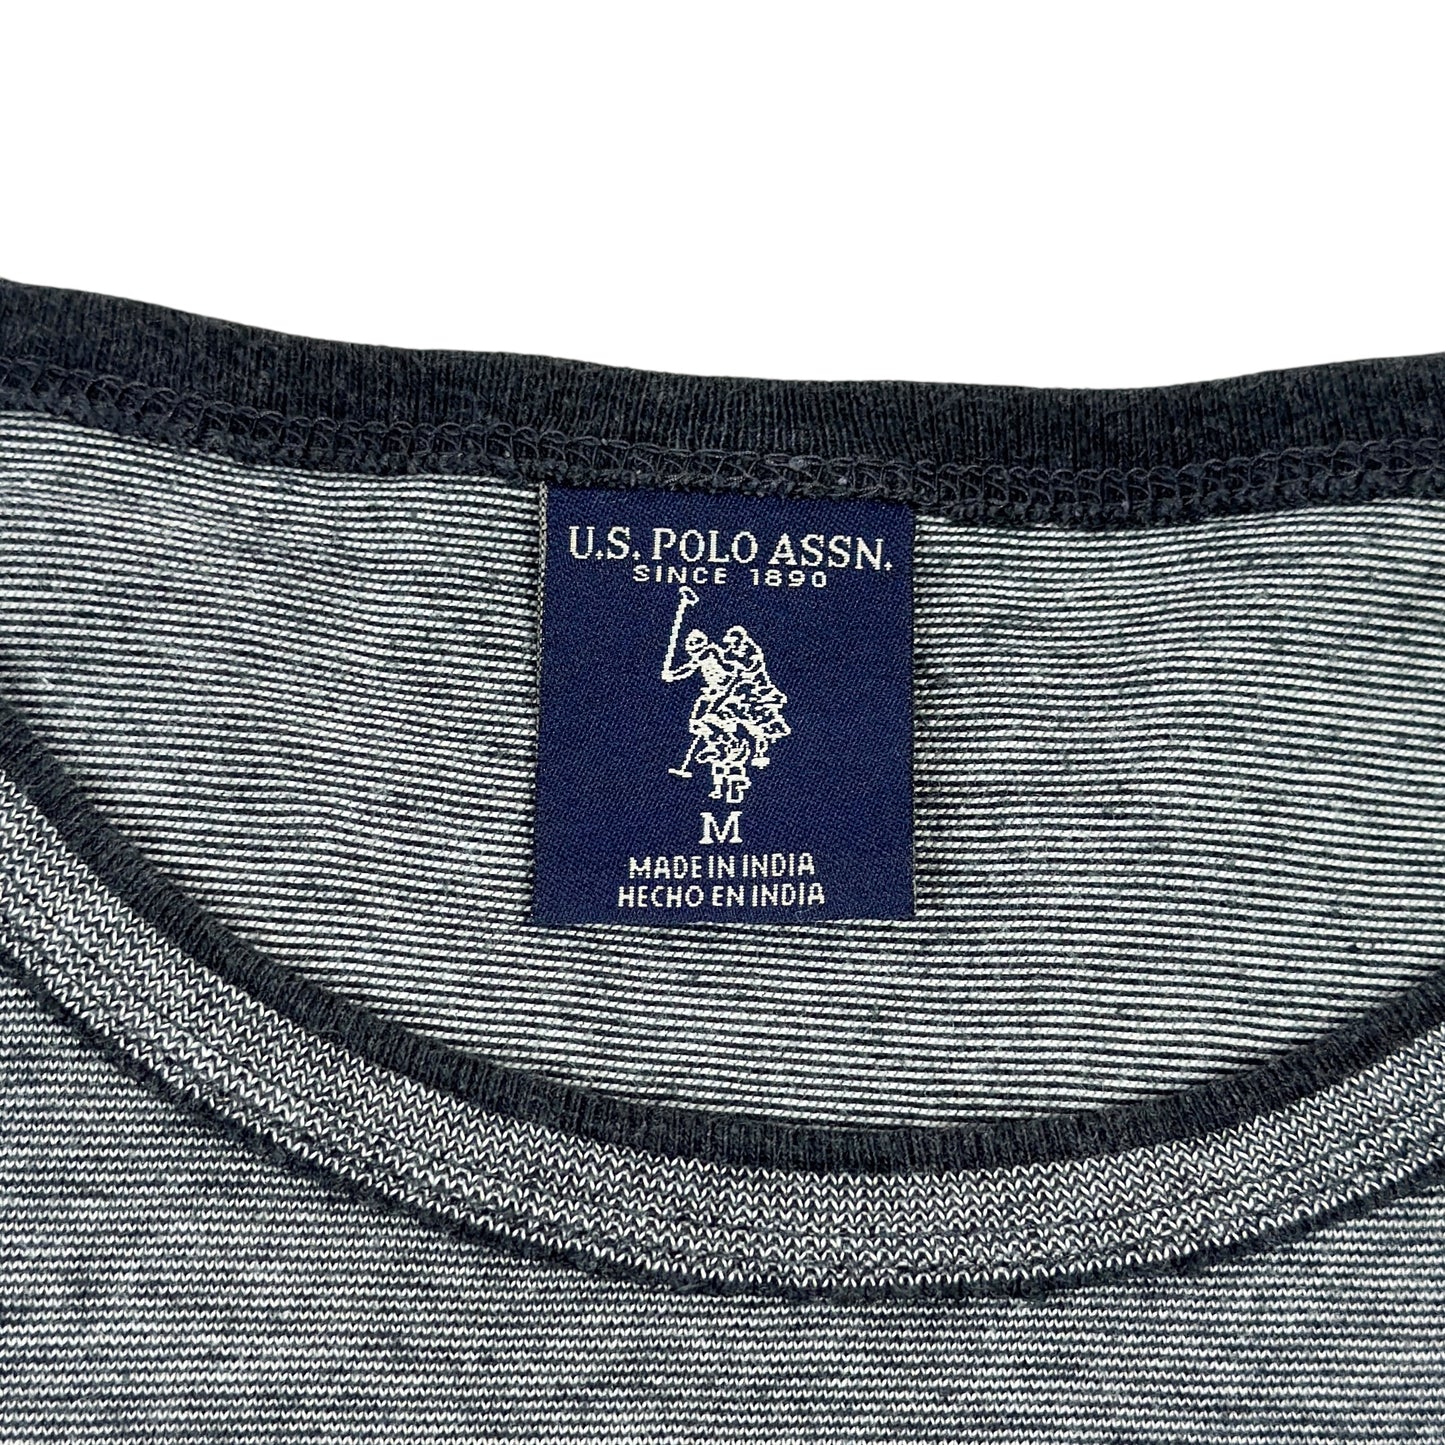 U.S. POLO ASSN.
SINCE 1890
M
MADE IN INDIA
HECHO EN INDIA